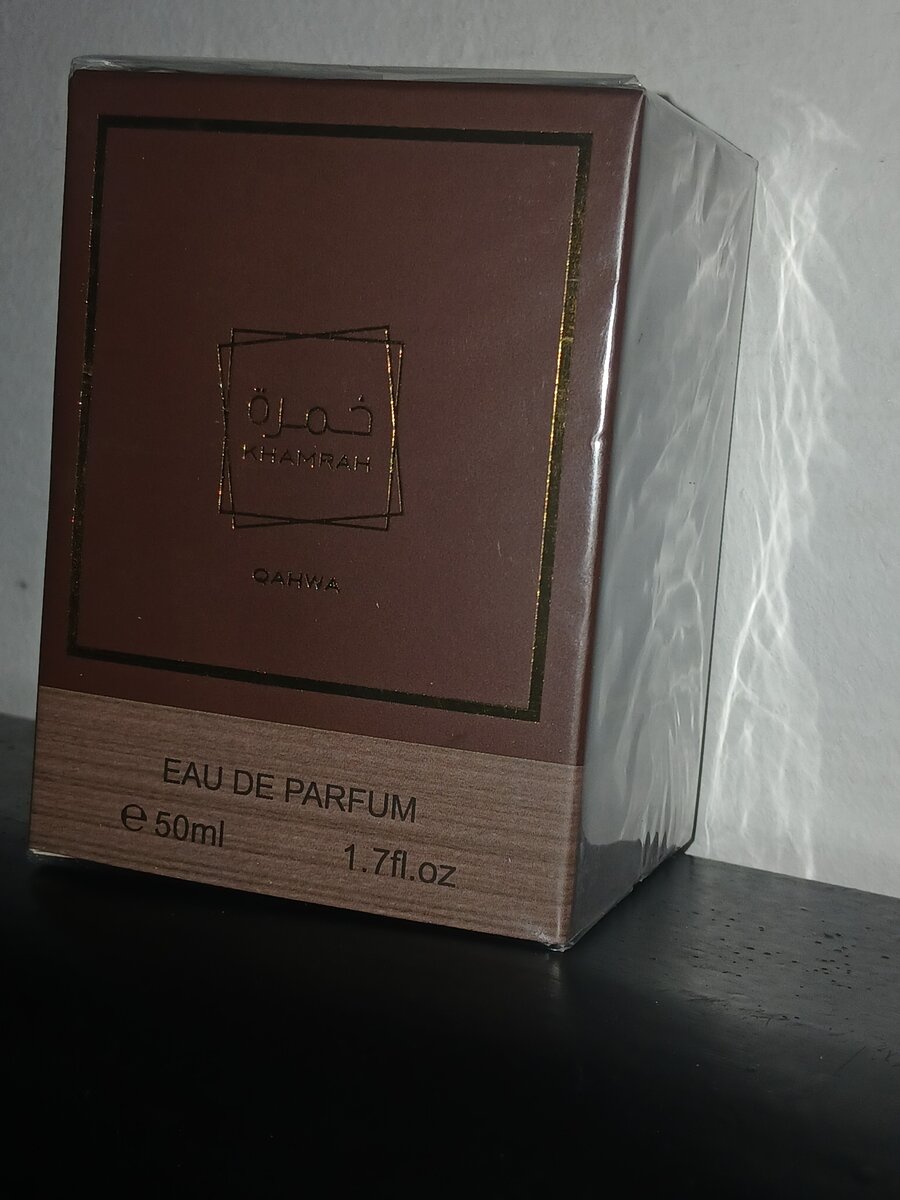 خمرة
KHAMRAH
QAHWA
EAU DE PARFUM
℮ 50ml 1.7fl.oz